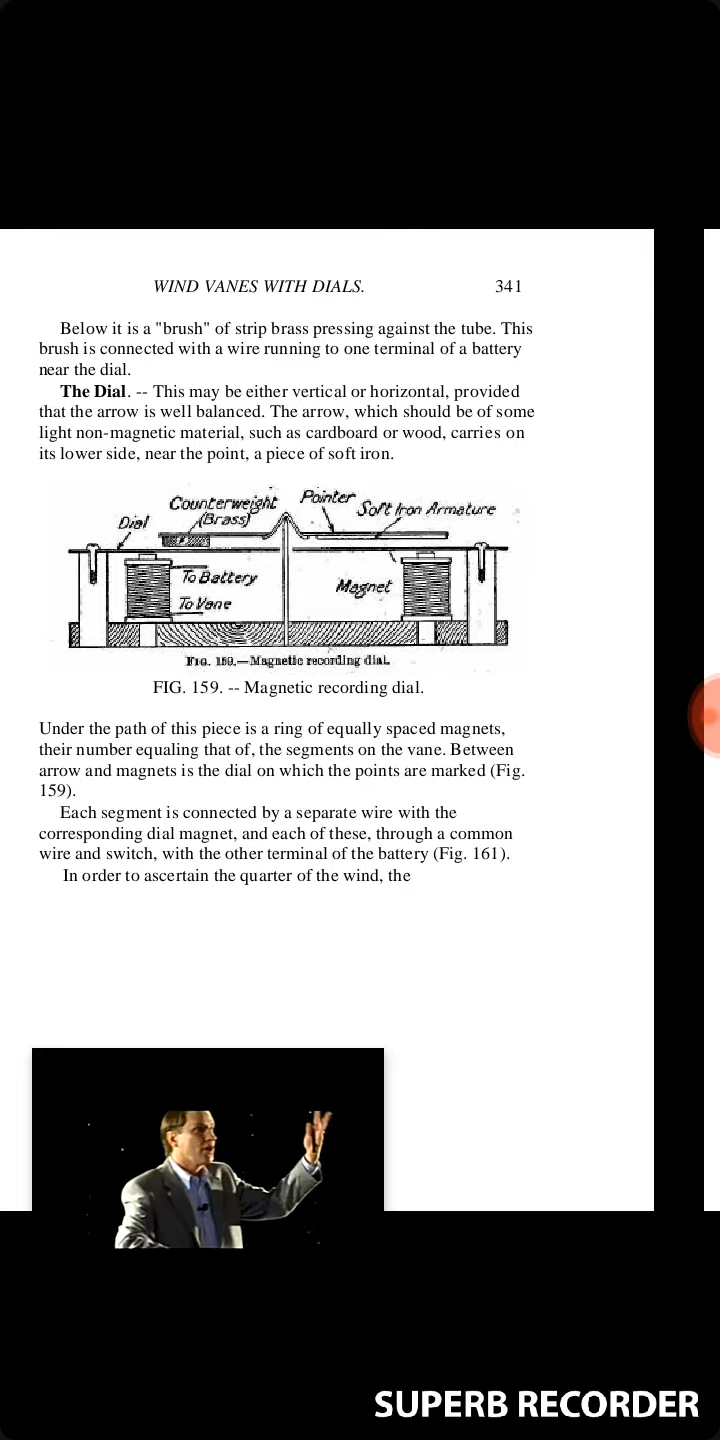 WIND VANES WITH DIALS. 341
Below it is a "brush" of strip brass pressing against the tube. This
brush is connected with a wire running to one terminal of a battery
near the dial.
The Dial. -- This may be either vertical or horizontal, provided
that the arrow is well balanced. The arrow, which should be of some
light non-magnetic material, such as cardboard or wood, carries on
its lower side, near the point, a piece of soft iron.
Counterweight
(Brass)
Pointer
Soft Iron Armature
Dial
To Battery
To Vane
Magnet
FIG. 159.—Magnetic recording dial.
FIG. 159. -- Magnetic recording dial.
Under the path of this piece is a ring of equally spaced magnets,
their number equaling that of, the segments on the vane. Between
arrow and magnets is the dial on which the points are marked (Fig.
159).
Each segment is connected by a separate wire with the
corresponding dial magnet, and each of these, through a common
wire and switch, with the other terminal of the battery (Fig. 161).
In order to ascertain the quarter of the wind, the
SUPERB RECORDER